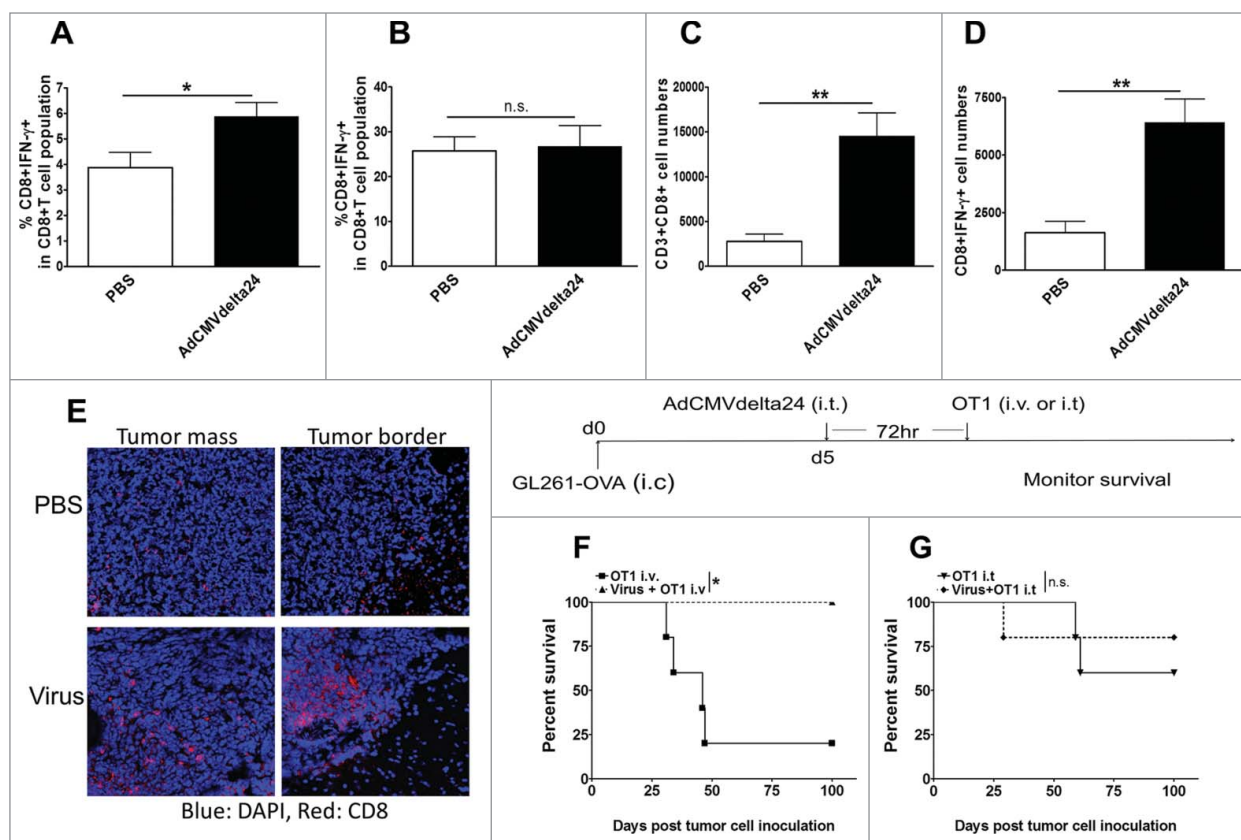 A
% CD8+IFN-γ+
in CD8+T cell population
7
6
5
4
3
2
1
0
*
PBS
AdCMVdelta24
B
%CD8+IFN-γ+
in CD8+T cell population
40
30
20
10
0
n.s.
PBS
AdCMVdelta24
C
CD3+CD8+ cell numbers
20000
15000
10000
5000
0
**
PBS
AdCMVdelta24
D
CD8+IFN-γ+ cell numbers
7500
5000
2500
0
**
PBS
AdCMVdelta24
E
Tumor mass Tumor border
PBS
Virus
Blue: DAPI, Red: CD8
AdCMVdelta24 (i.t.) OT1 (i.v. or i.t)
d0 72hr
d5
GL261-OVA (i.c) Monitor survival
F
OT1 i.v.
Virus + OT1 i.v
*
Percent survival
100
75
50
25
0
0 25 50 75 100
Days post tumor cell inoculation
G
OT1 i.t
Virus+OT1 i.t
n.s.
Percent survival
100
75
50
25
0
0 25 50 75 100
Days post tumor cell inoculation